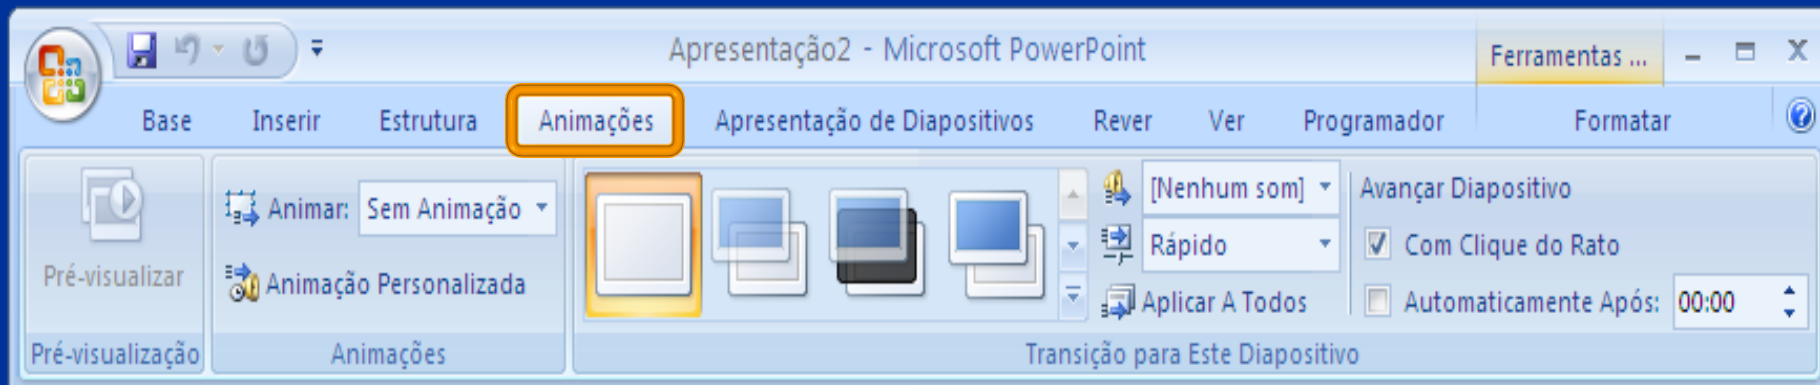 Apresentação2 - Microsoft PowerPoint
Ferramentas ...
Base Inserir Estrutura Animações Apresentação de Diapositivos Rever Ver Programador Formatar
Pré-visualizar
Pré-visualização
Animar: Sem Animação
Animação Personalizada
Animações
[Nenhum som]
Rápido
Aplicar A Todos
Avançar Diapositivo
Com Clique do Rato
Automaticamente Após: 00:00
Transição para Este Diapositivo